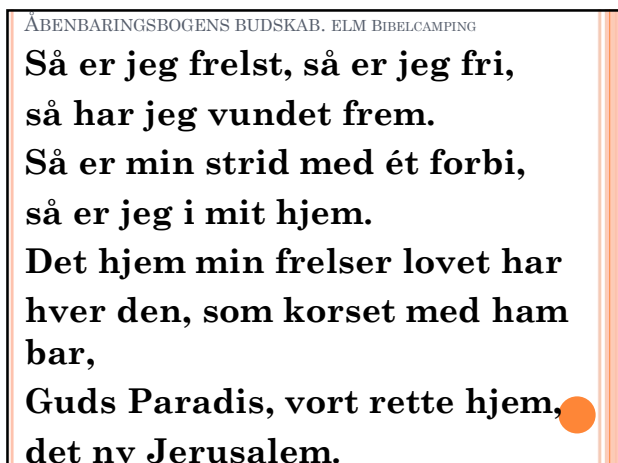 ÅBENBARINGSBOGENS BUDSKAB. ELM BIBELCAMPING
Så er jeg frelst, så er jeg fri,
så har jeg vundet frem.
Så er min strid med ét forbi,
så er jeg i mit hjem.
Det hjem min frelser lovet har
hver den, som korset med ham
bar,
Guds Paradis, vort rette hjem,
det ny Jerusalem.